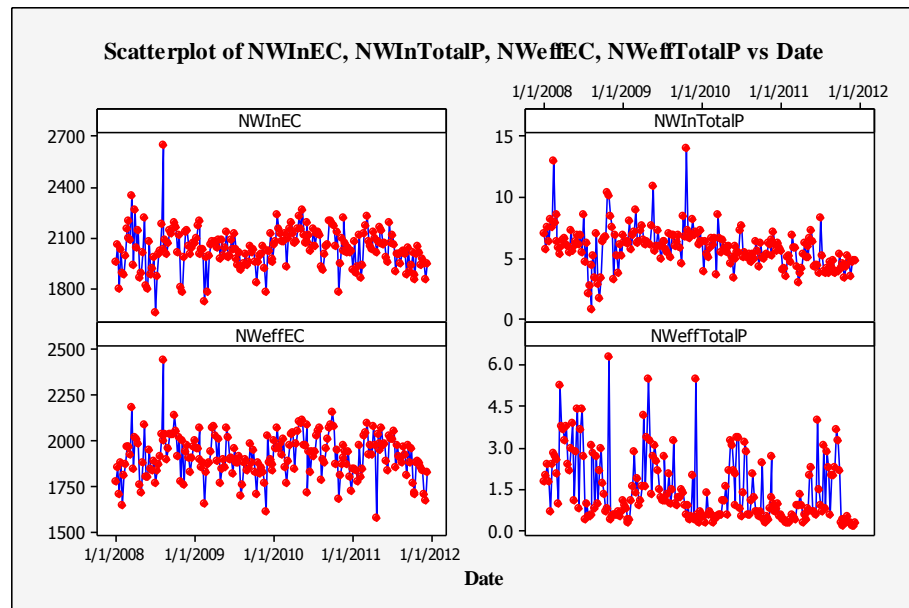 Scatterplot of NWInEC, NWInTotalP, NWeffEC, NWeffTotalP vs Date
1/1/2008 1/1/2009 1/1/2010 1/1/2011 1/1/2012
NWInEC
2700
2400
2100
1800
NWInTotalP
15
10
5
0
NWeffEC
2500
2250
2000
1750
1500
NWeffTotalP
6.0
4.5
3.0
1.5
0.0
1/1/2008 1/1/2009 1/1/2010 1/1/2011 1/1/2012
Date